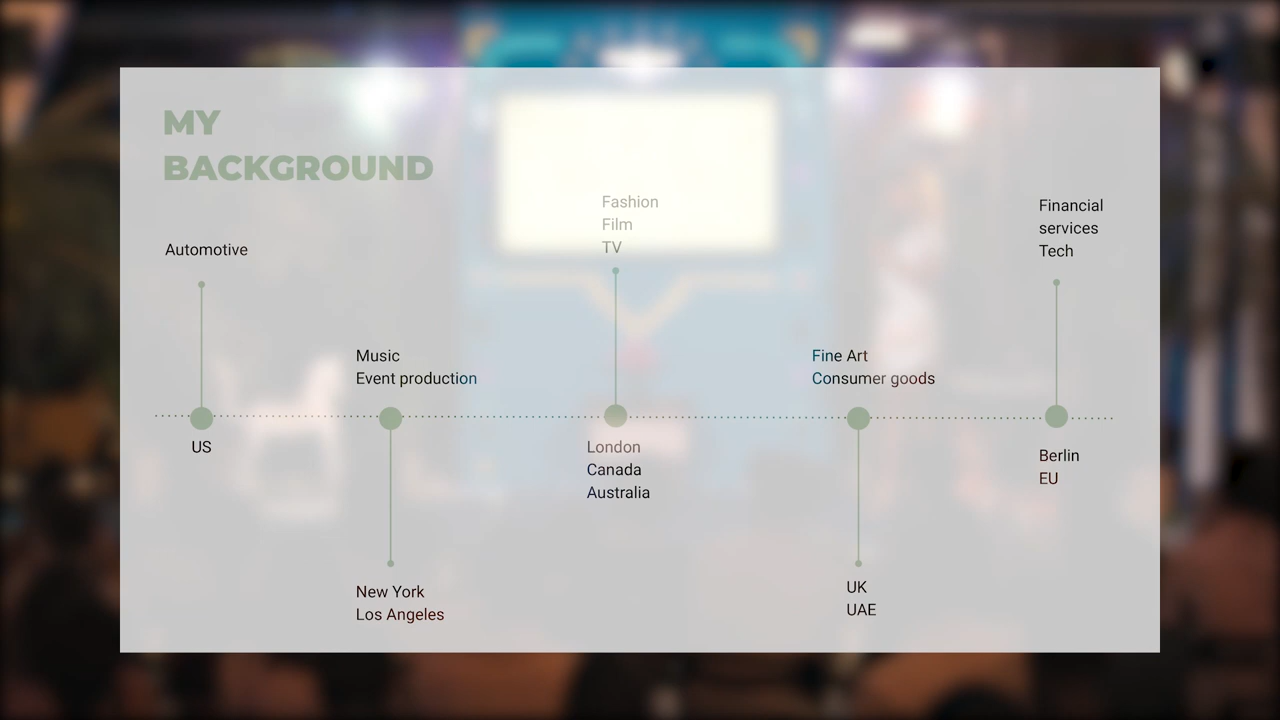 MY
BACKGROUND
Automotive
US
Music
Event production
New York
Los Angeles
Fashion
Film
TV
London
Canada
Australia
Fine Art
Consumer goods
UK
UAE
Financial
services
Tech
Berlin
EU